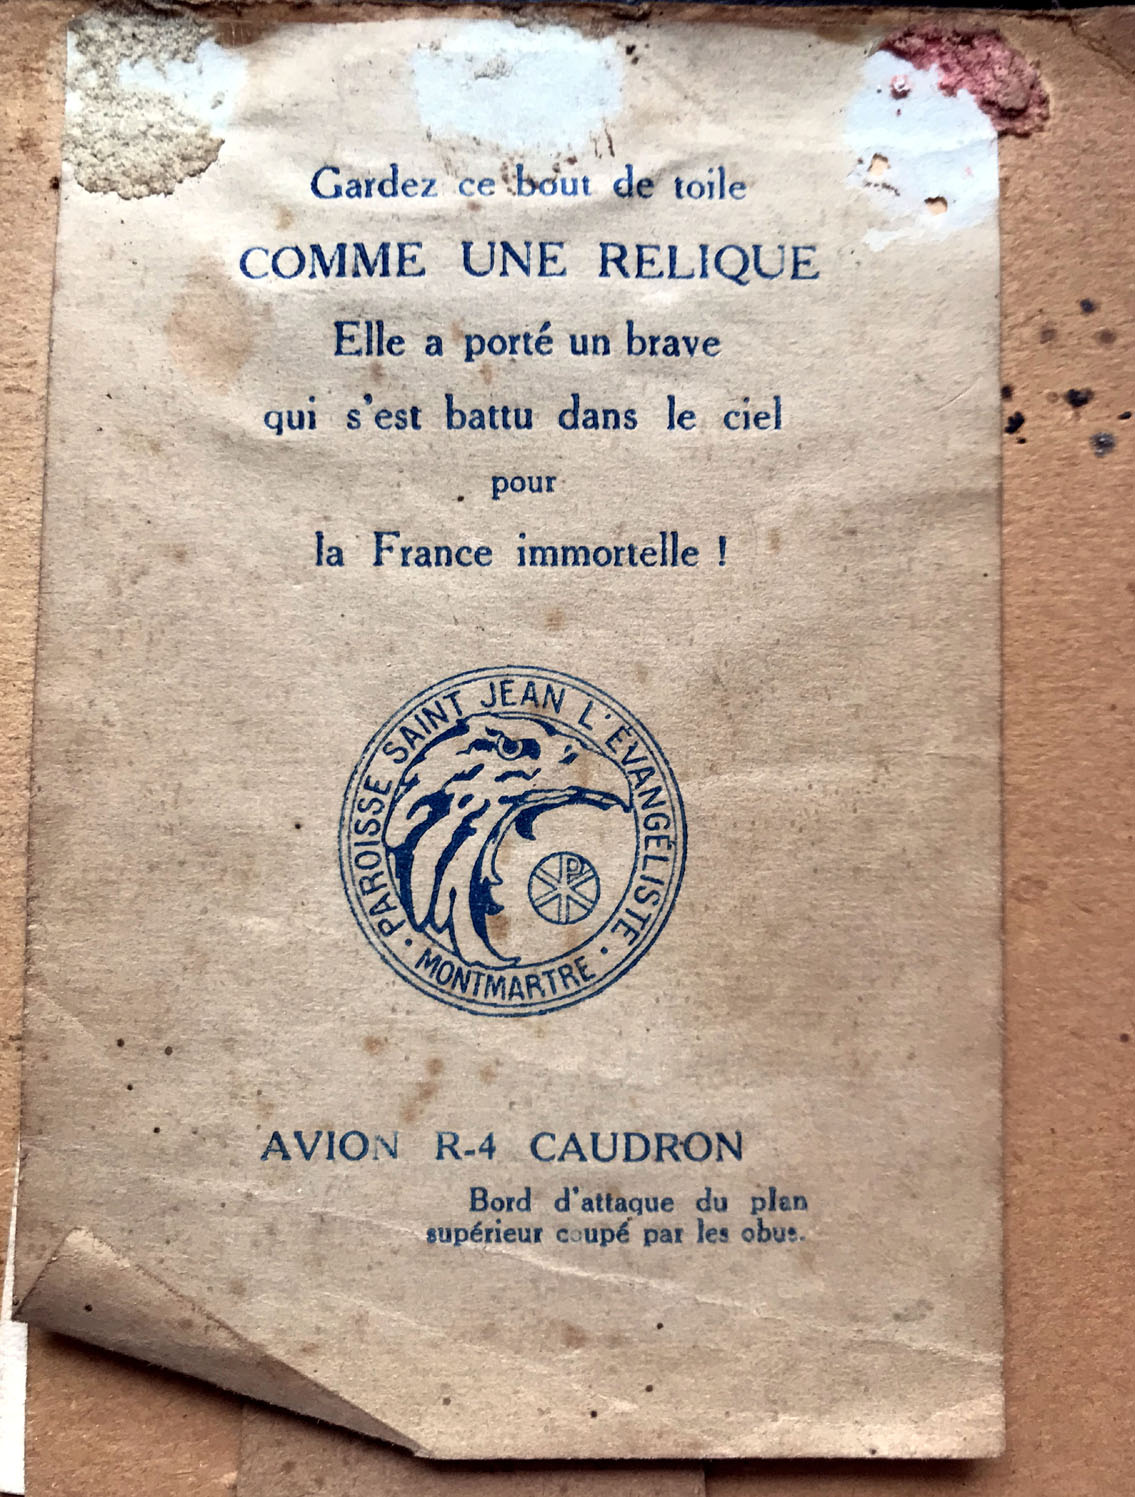 Gardez ce bout de toile
COMME UNE RELIQUE
Elle a porté un brave
qui s'est battu dans le ciel
pour
la France immortelle !
PAROISSE SAINT JEAN L'ÉVANGÉLISTE
• MONTMARTRE •
AVION R-4 CAUDRON
Bord d'attaque du plan
supérieur coupé par les obus.